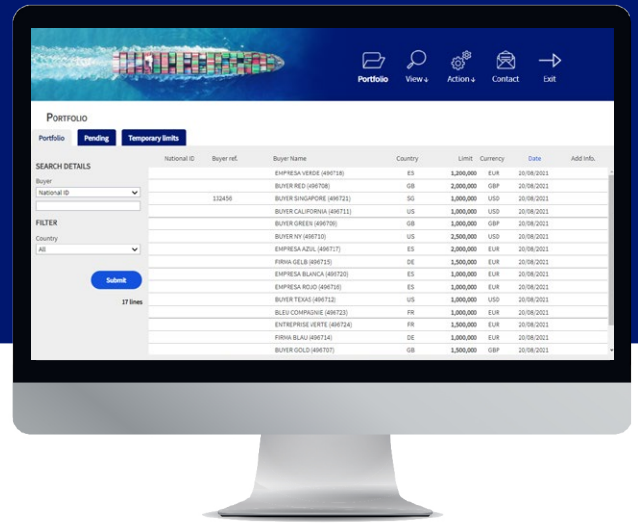 Portfolio View↓ Action↓ Contact Exit
PORTFOLIO
Portfolio Pending Temporary limits
National ID Buyer ref. Buyer Name Country Limit Currency Date Add Info.
SEARCH DETAILS
Buyer
National ID
FILTER
Country
All
Submit
17 lines
EMPRESA VERDE (496718) ES 1,200,000 EUR 20/08/2021
BUYER RED (496708) GB 2,000,000 GBP 20/08/2021
132456 BUYER SINGAPORE (496721) SG 1,000,000 USD 20/08/2021
BUYER CALIFORNIA (496711) US 1,000,000 USD 20/08/2021
BUYER GREEN (496709) GB 1,000,000 GBP 20/08/2021
BUYER NY (496710) US 2,500,000 USD 20/08/2021
EMPRESA AZUL (496717) ES 2,000,000 EUR 20/08/2021
FIRMA GELB (496715) DE 1,500,000 EUR 20/08/2021
EMPRESA BLANCA (496720) ES 1,000,000 EUR 20/08/2021
EMPRESA ROJO (496716) ES 1,000,000 EUR 20/08/2021
BUYER TEXAS (496712) US 1,000,000 USD 20/08/2021
BLEU COMPAGNIE (496723) FR 1,000,000 EUR 20/08/2021
ENTREPRISE VERTE (496724) FR 1,500,000 EUR 20/08/2021
FIRMA BLAU (496714) DE 1,000,000 EUR 20/08/2021
BUYER GOLD (496707) GB 1,500,000 GBP 20/08/2021